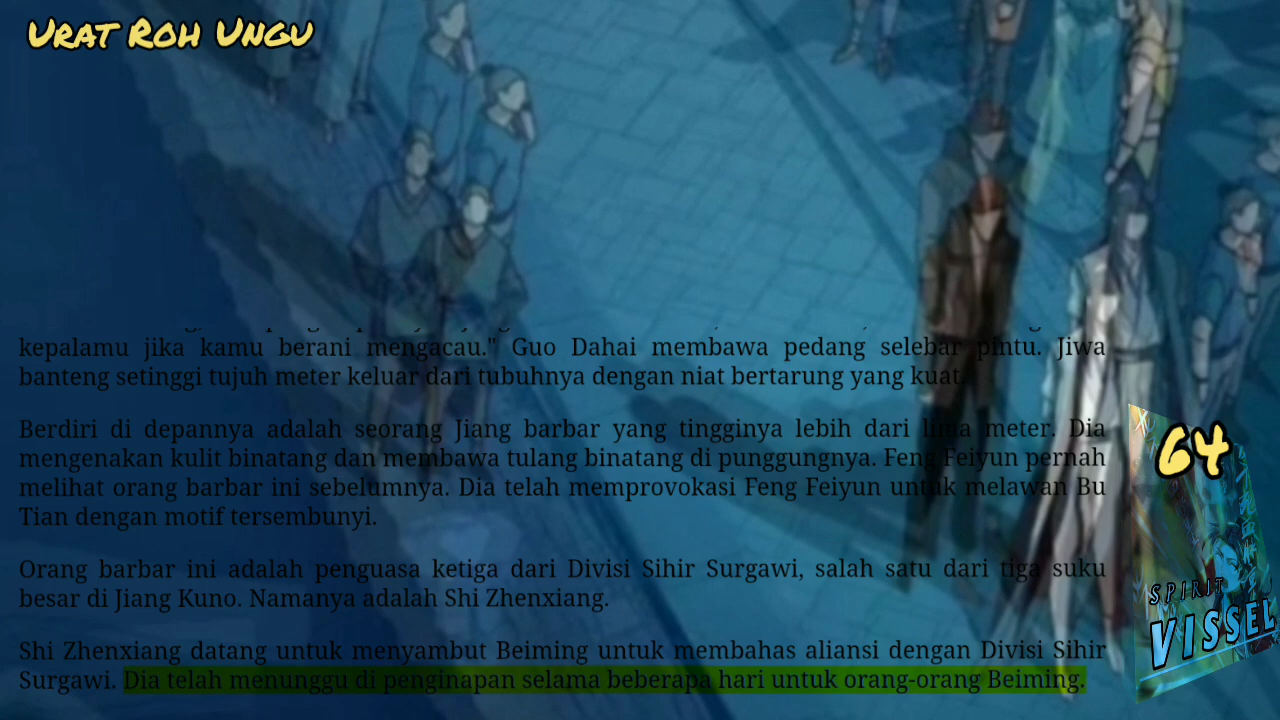 Urat Roh Ungu
kepalamu jika kamu berani mengacau." Guo Dahai membawa pedang selebar pintu. Jiwa
banteng setinggi tujuh meter keluar dari tubuhnya dengan niat bertarung yang kuat.
Berdiri di depannya adalah seorang Jiang barbar yang tingginya lebih dari lima meter. Dia
mengenakan kulit binatang dan membawa tulang binatang di punggungnya. Feng Feiyun pernah
melihat orang barbar ini sebelumnya. Dia telah memprovokasi Feng Feiyun untuk melawan Bu
Tian dengan motif tersembunyi.
Orang barbar ini adalah penguasa ketiga dari Divisi Sihir Surgawi, salah satu dari tiga suku
besar di Jiang Kuno. Namanya adalah Shi Zhenxiang.
Shi Zhenxiang datang untuk menyambut Beiming untuk membahas aliansi dengan Divisi Sihir
Surgawi. Dia telah menunggu di penginapan selama beberapa hari untuk orang-orang Beiming.
64
SPIRIT
VISSEL